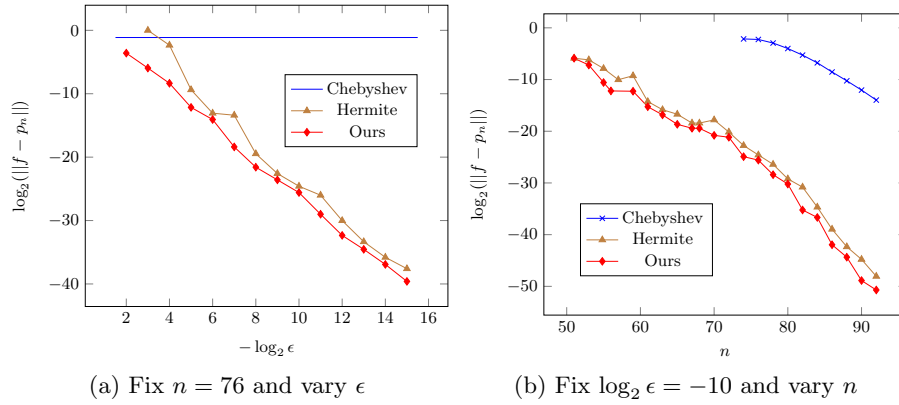 0
−10
−20
−30
−40
log₂(||f − pₙ||)
Chebyshev
Hermite
Ours
2 4 6 8 10 12 14 16
− log₂ ϵ
(a) Fix n = 76 and vary ϵ
0
−10
−20
−30
−40
−50
log₂(||f − pₙ||)
Chebyshev
Hermite
Ours
50 60 70 80 90
n
(b) Fix log₂ ϵ = −10 and vary n